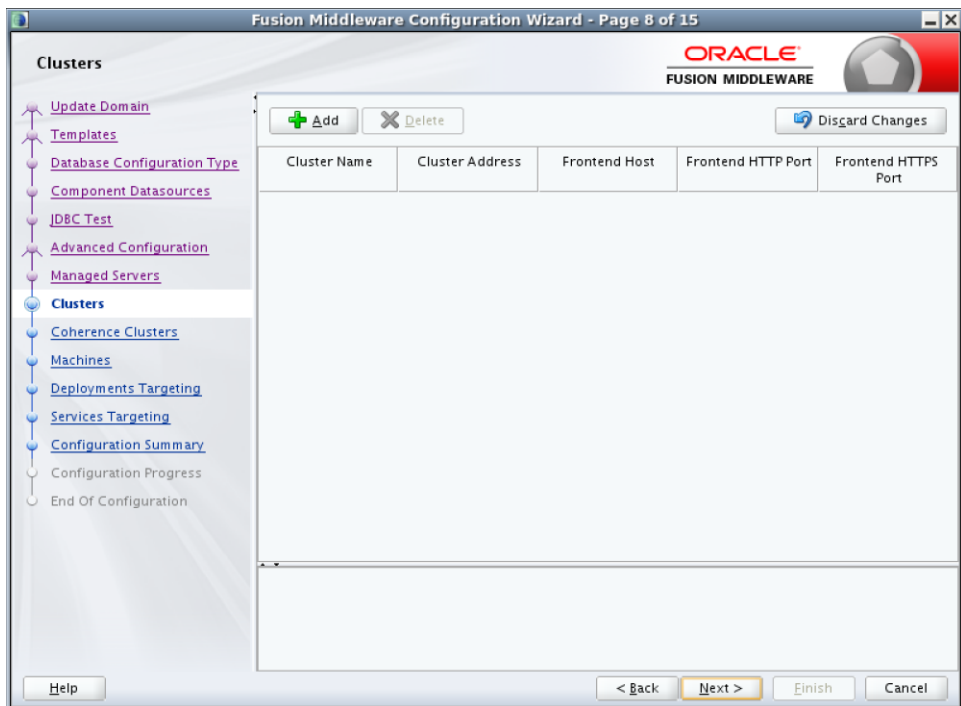 Fusion Middleware Configuration Wizard - Page 8 of 15
Clusters
ORACLE
FUSION MIDDLEWARE
Update Domain
Templates
Database Configuration Type
Component Datasources
JDBC Test
Advanced Configuration
Managed Servers
Clusters
Coherence Clusters
Machines
Deployments Targeting
Services Targeting
Configuration Summary
Configuration Progress
End Of Configuration
Add
Delete
Discard Changes
Cluster Name
Cluster Address
Frontend Host
Frontend HTTP Port
Frontend HTTPS
Port
Help
< Back
Next >
Finish
Cancel